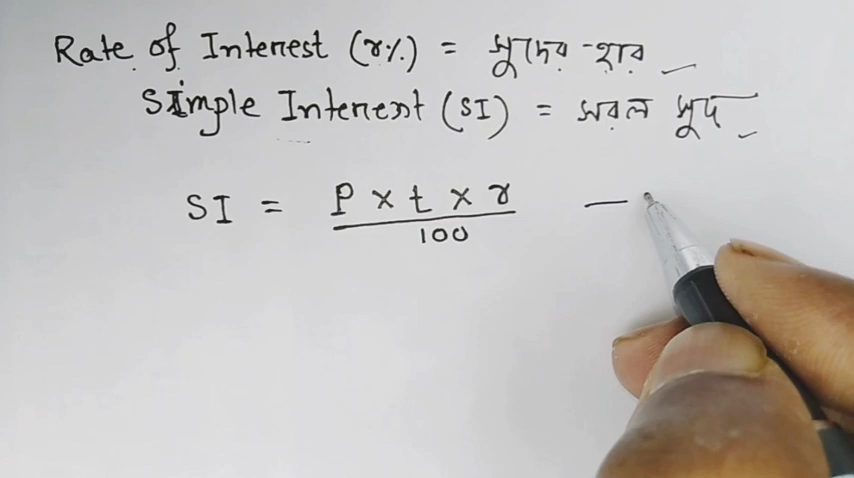 Rate of Interest (r%) = সুদের হার
Simple Interest (SI) = সরল সুদ
SI = P × t × r / 100 —